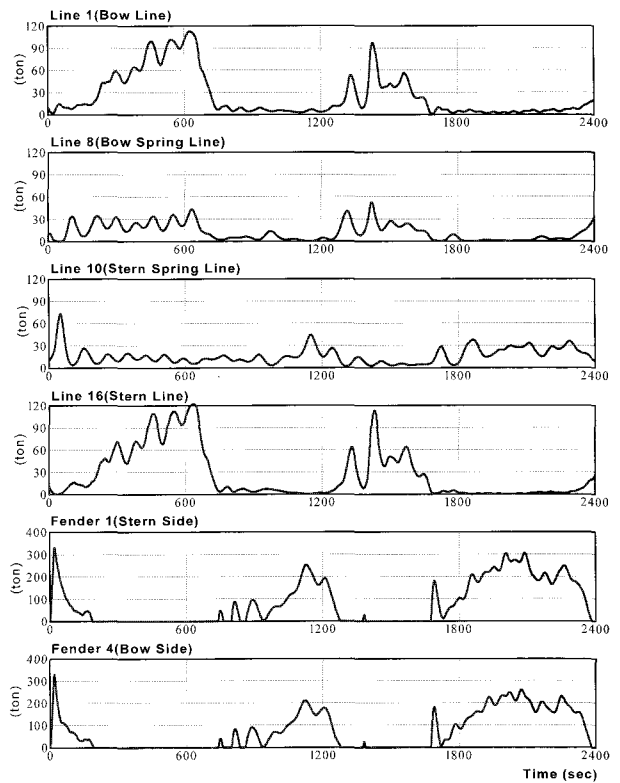 Line 1(Bow Line)
(ton)
120
90
60
30
0
0 600 1200 1800 2400
Line 8(Bow Spring Line)
(ton)
120
90
60
30
0
0 600 1200 1800 2400
Line 10(Stern Spring Line)
(ton)
120
90
60
30
0
0 600 1200 1800 2400
Line 16(Stern Line)
(ton)
120
90
60
30
0
0 600 1200 1800 2400
Fender 1(Stern Side)
(ton)
400
300
200
100
0
0 600 1200 1800 2400
Fender 4(Bow Side)
(ton)
400
300
200
100
0
0 600 1200 1800 2400
Time (sec)